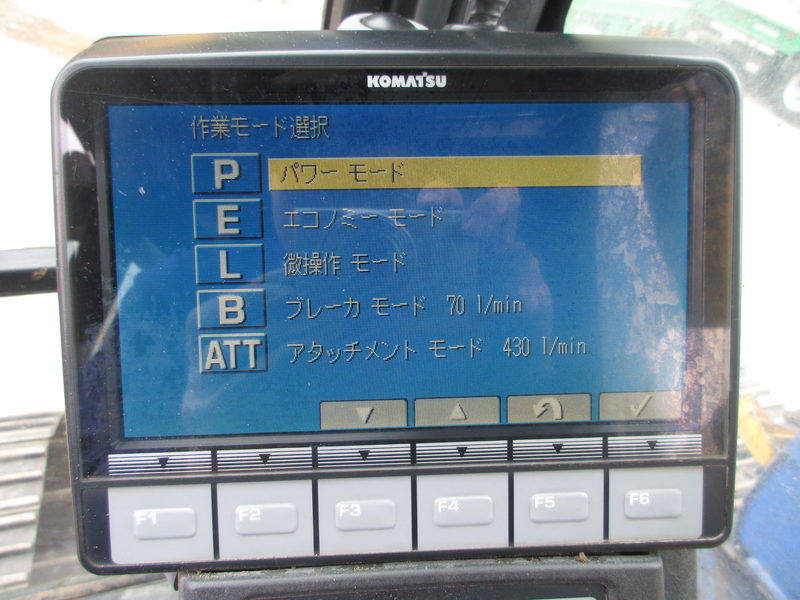 KOMATSU
作業モード選択
P パワー モード
E エコノミー モード
L 微操作 モード
B ブレーカ モード 70 l/min
ATT アタッチメント モード 430 l/min
F1 F2 F3 F4 F5 F6